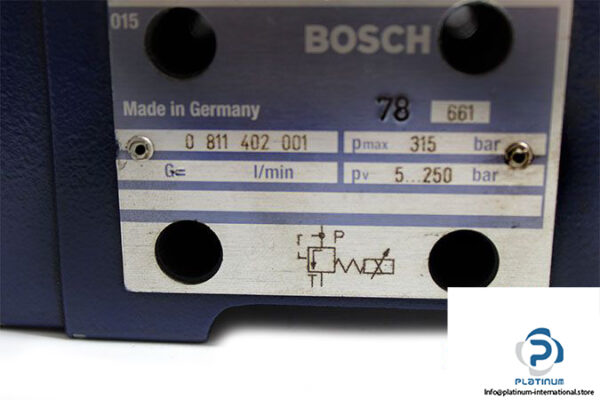 015
BOSCH
Made in Germany 78 661
0 811 402 001 pmax 315 bar
G= l/min pv 5...250 bar
P
T
PLATINUM
Info@platinum-international.store